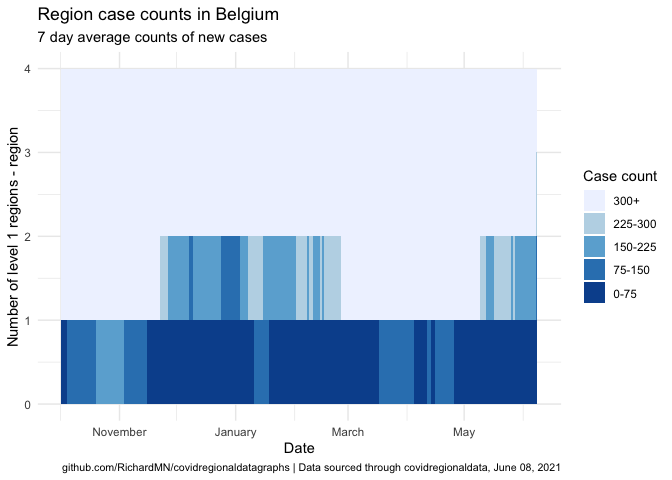 Region case counts in Belgium
7 day average counts of new cases
Number of level 1 regions - region
4
3
2
1
0
November
January
March
May
Date
Case count
300+
225-300
150-225
75-150
0-75
github.com/RichardMN/covidregionaldatagraphs | Data sourced through covidregionaldata, June 08, 2021